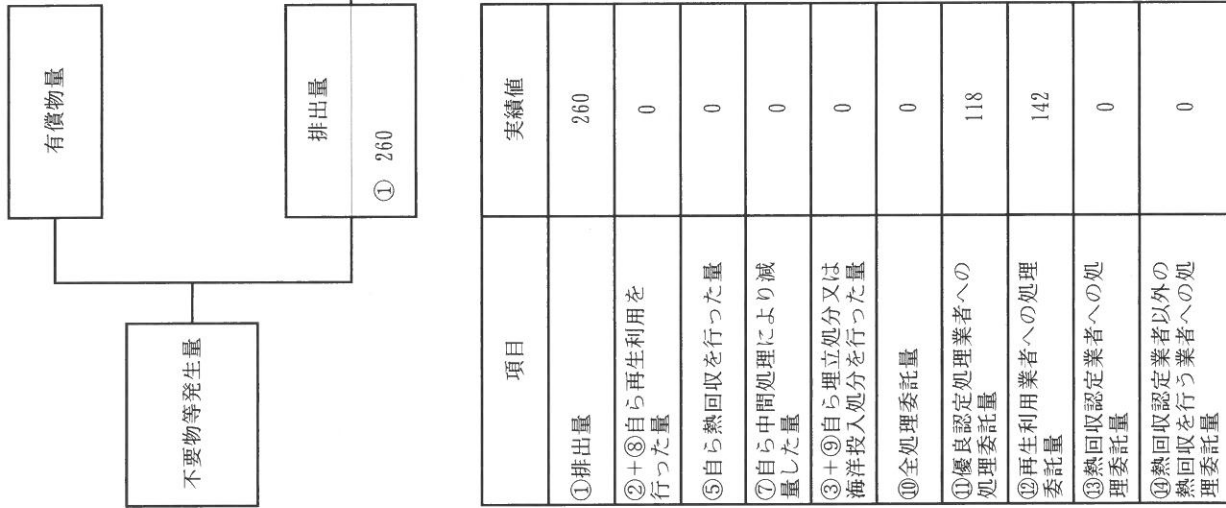 不要物等発生量
有償物量
排出量
① 260
項目
実績値
①排出量
260
②+⑧自ら再生利用を
行った量
0
⑤自ら熱回収を行った量
0
⑦自ら中間処理により減
量した量
0
③+⑨自ら埋立処分又は
海洋投入処分を行った量
0
⑩全処理委託量
0
⑪優良認定処理業者への
処理委託量
118
⑫再生利用業者への処理
委託量
142
⑬熱回収認定業者への処
理委託量
0
⑭熱回収認定業者以外の
熱回収を行う業者への処
理委託量
0